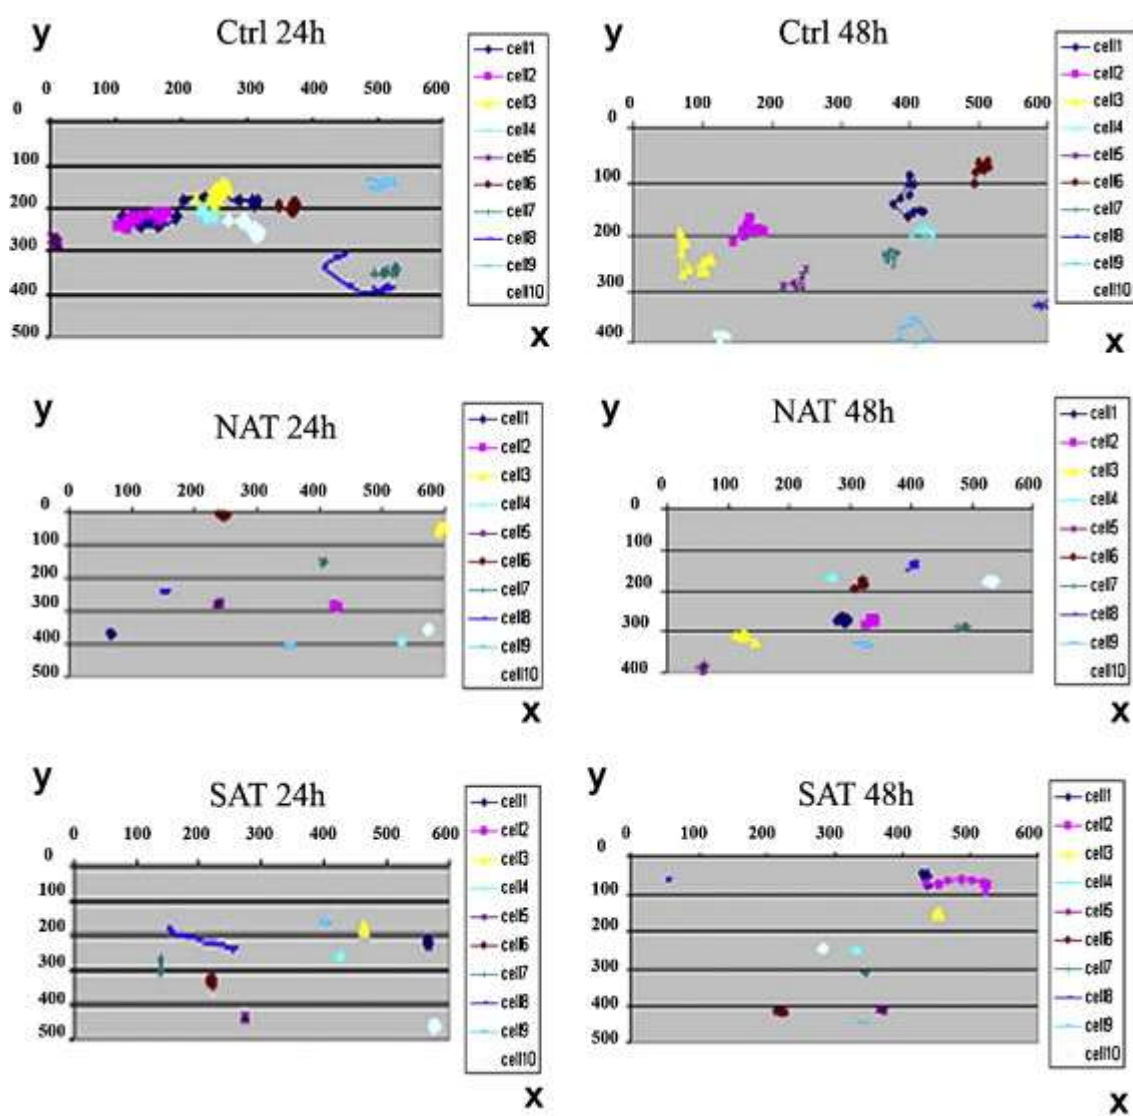 y Ctrl 24h
0 100 200 300 400 500 600
0
100
200
300
400
500
x
cell1
cell2
cell3
cell4
cell5
cell6
cell7
cell8
cell9
cell10
y Ctrl 48h
0 100 200 300 400 500 600
0
100
200
300
400
x
cell1
cell2
cell3
cell4
cell5
cell6
cell7
cell8
cell9
cell10
y NAT 24h
0 100 200 300 400 500 600
0
100
200
300
400
500
x
cell1
cell2
cell3
cell4
cell5
cell6
cell7
cell8
cell9
cell10
y NAT 48h
0 100 200 300 400 500 600
0
100
200
300
400
x
cell1
cell2
cell3
cell4
cell5
cell6
cell7
cell8
cell9
cell10
y SAT 24h
0 100 200 300 400 500 600
0
100
200
300
400
500
x
cell1
cell2
cell3
cell4
cell5
cell6
cell7
cell8
cell9
cell10
y SAT 48h
0 100 200 300 400 500 600
0
100
200
300
400
500
x
cell1
cell2
cell3
cell4
cell5
cell6
cell7
cell8
cell9
cell10